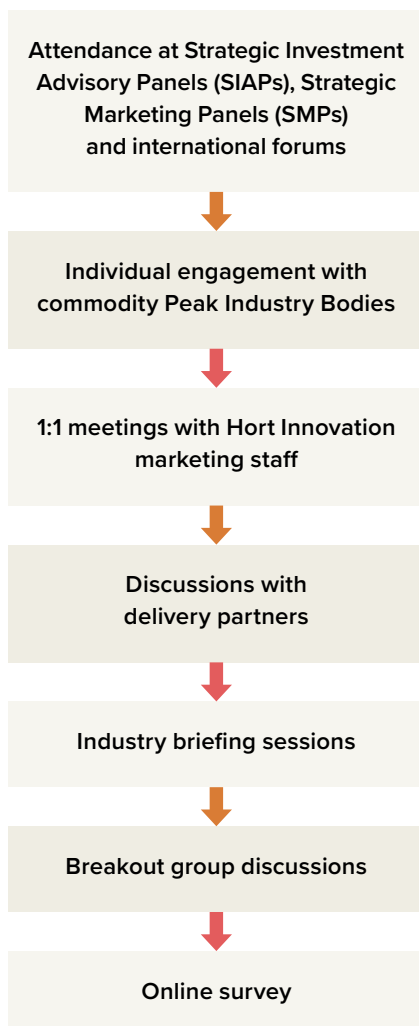 Attendance at Strategic Investment
Advisory Panels (SIAPs), Strategic
Marketing Panels (SMPs)
and international forums
Individual engagement with
commodity Peak Industry Bodies
1:1 meetings with Hort Innovation
marketing staff
Discussions with
delivery partners
Industry briefing sessions
Breakout group discussions
Online survey